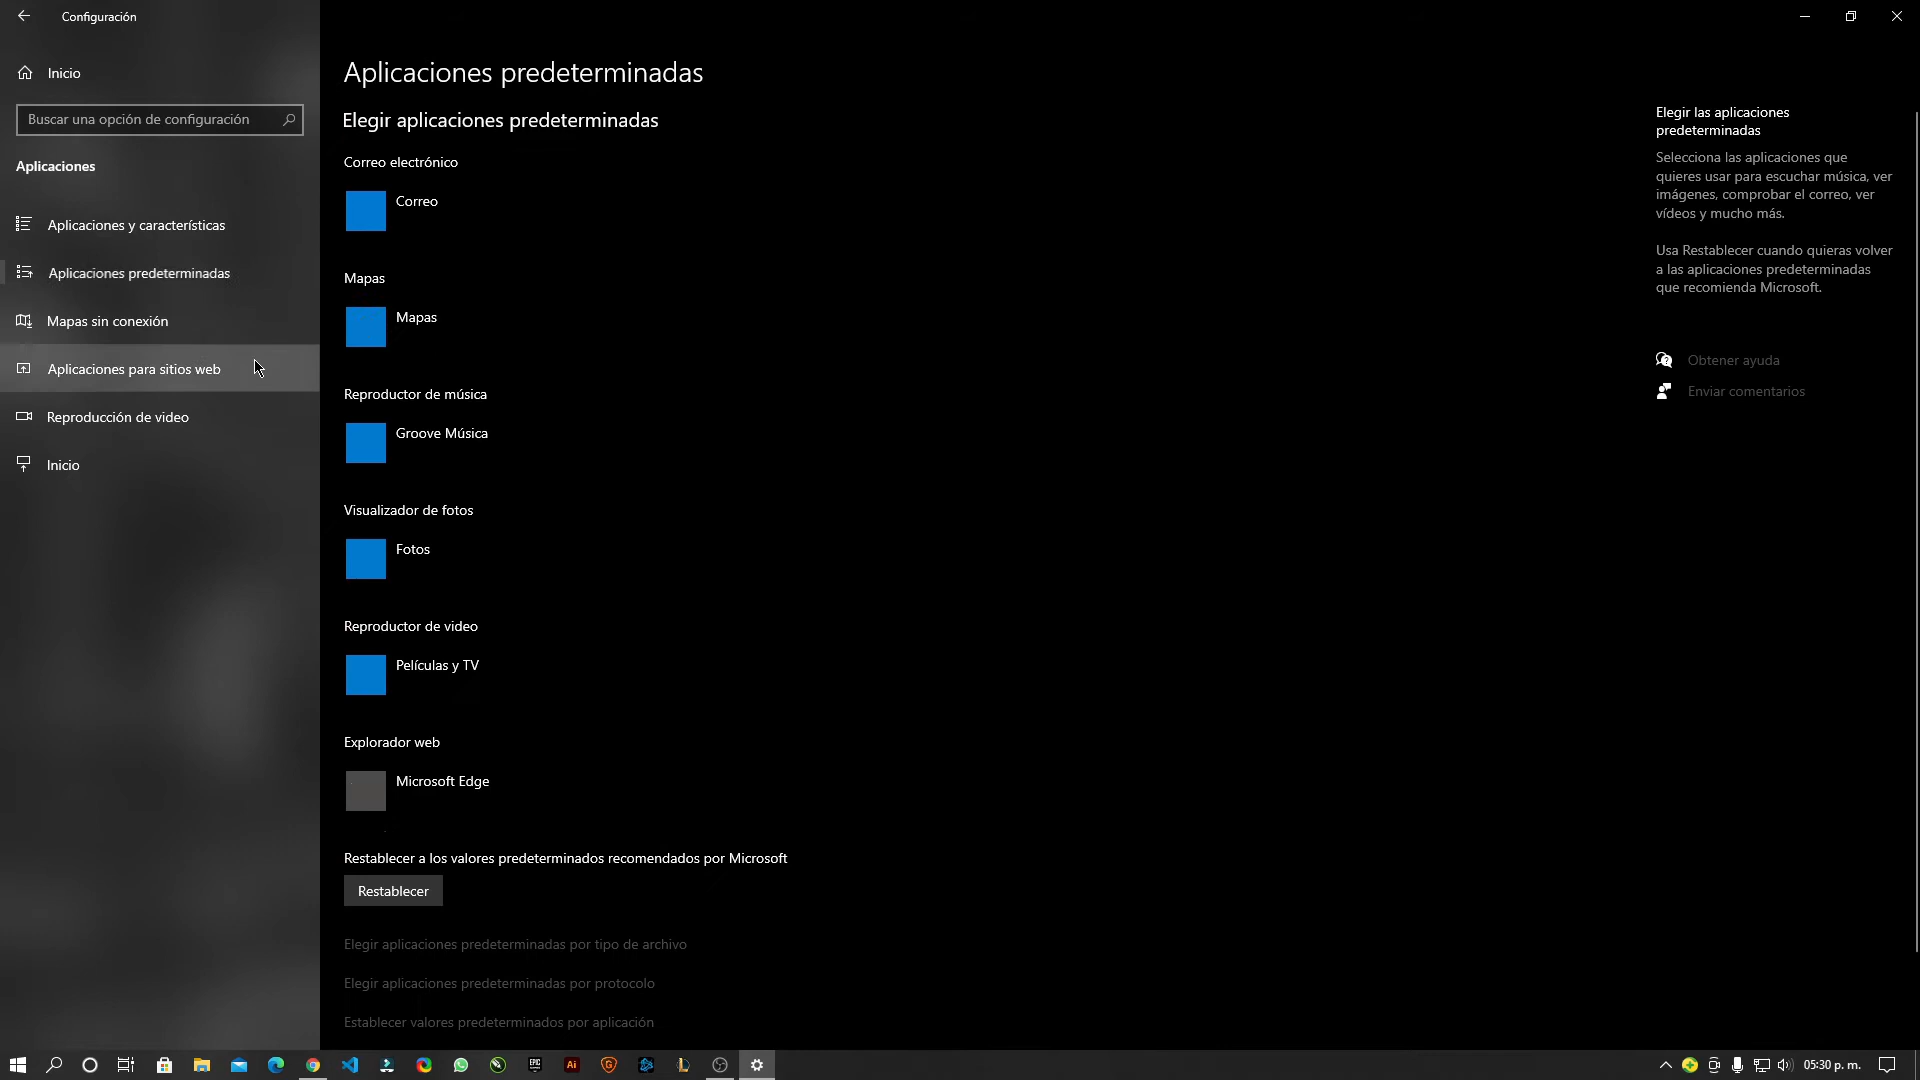 Configuración
Inicio
Buscar una opción de configuración
Aplicaciones
Aplicaciones y características
Aplicaciones predeterminadas
Mapas sin conexión
Aplicaciones para sitios web
Reproducción de video
Inicio
Aplicaciones predeterminadas
Elegir aplicaciones predeterminadas
Correo electrónico
Correo
Mapas
Mapas
Reproductor de música
Groove Música
Visualizador de fotos
Fotos
Reproductor de video
Películas y TV
Explorador web
Microsoft Edge
Restablecer a los valores predeterminados recomendados por Microsoft
Restablecer
Elegir aplicaciones predeterminadas por tipo de archivo
Elegir aplicaciones predeterminadas por protocolo
Establecer valores predeterminados por aplicación
Elegir las aplicaciones
predeterminadas
Selecciona las aplicaciones que
quieres usar para escuchar música, ver
imágenes, comprobar el correo, ver
vídeos y mucho más.
Usa Restablecer cuando quieras volver
a las aplicaciones predeterminadas
que recomienda Microsoft.
Obtener ayuda
Enviar comentarios
EPIC
Ai
05:30 p. m.